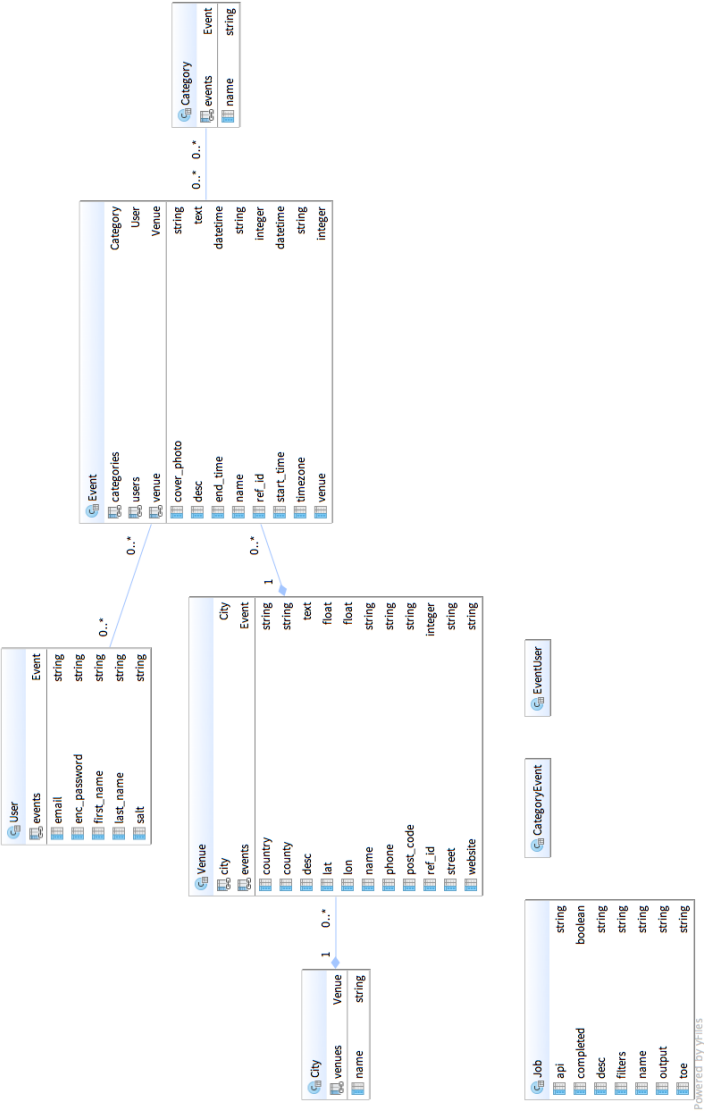 Category
events Event
name string
0..* 0..*
Event
categories Category
users User
venue Venue
cover_photo string
desc text
end_time datetime
name string
ref_id integer
start_time datetime
timezone string
venue integer
0..*
0..*
0..*
1
User
events Event
email string
enc_password string
first_name string
last_name string
salt string
Venue
city City
events Event
country string
county string
desc text
lat float
lon float
name string
phone string
post_code string
ref_id integer
street string
website string
1 0..*
City
venues Venue
name string
EventUser
CategoryEvent
Job
api string
completed boolean
desc string
filters string
name string
output string
toe string
Powered by yFiles